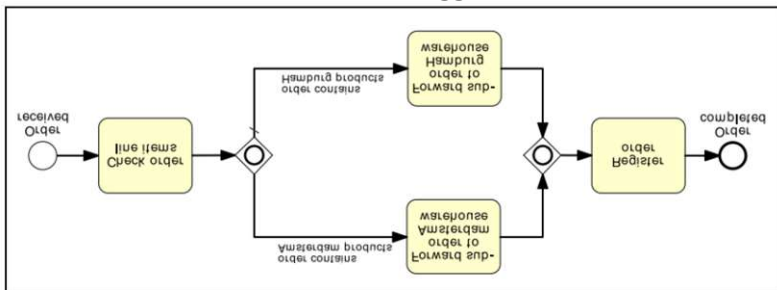 Forward sub-
order to
Amsterdam
warehouse
order contains
Amsterdam products
Order
received
Check order
line items
Register
order
Order
completed
order contains
Hamburg products
Forward sub-
order to
Hamburg
warehouse